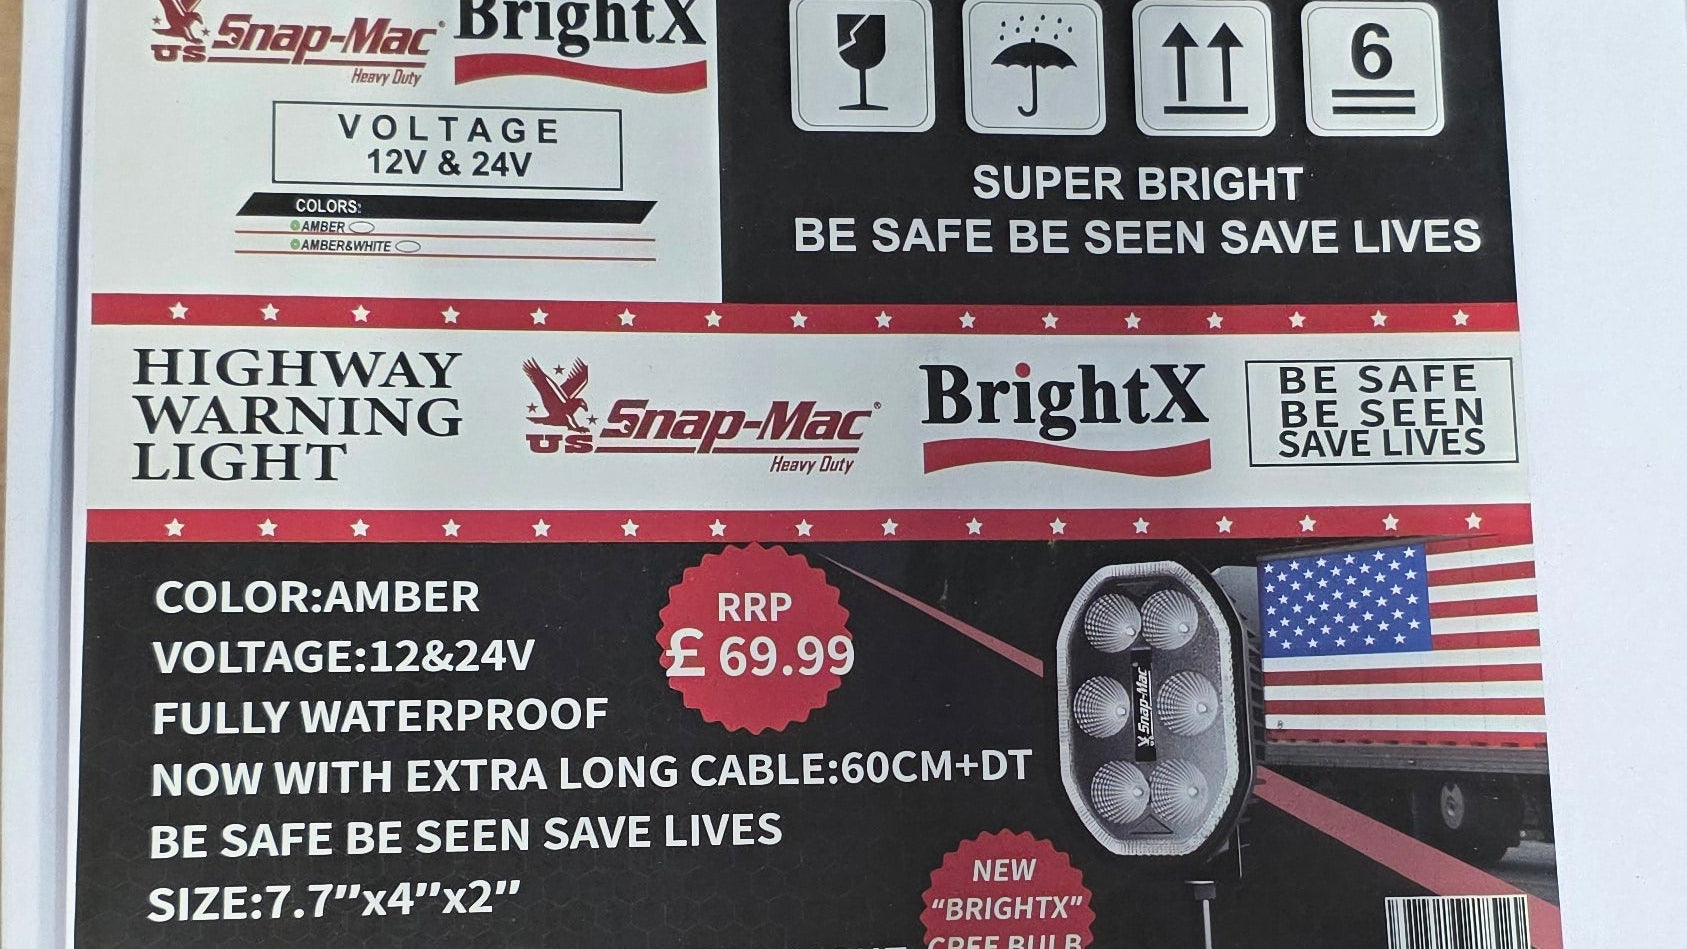 US Snap-Mac®
Heavy Duty
BrightX
VOLTAGE
12V & 24V
COLORS:
AMBER
AMBER&WHITE
6
SUPER BRIGHT
BE SAFE BE SEEN SAVE LIVES
HIGHWAY
WARNING
LIGHT
US Snap-Mac®
Heavy Duty
BrightX
BE SAFE
BE SEEN
SAVE LIVES
COLOR:AMBER
VOLTAGE:12&24V
FULLY WATERPROOF
NOW WITH EXTRA LONG CABLE:60CM+DT
BE SAFE BE SEEN SAVE LIVES
SIZE:7.7″x4″x2″
RRP
£69.99
US Snap-Mac®
NEW
“BRIGHTX”
CREE BULB